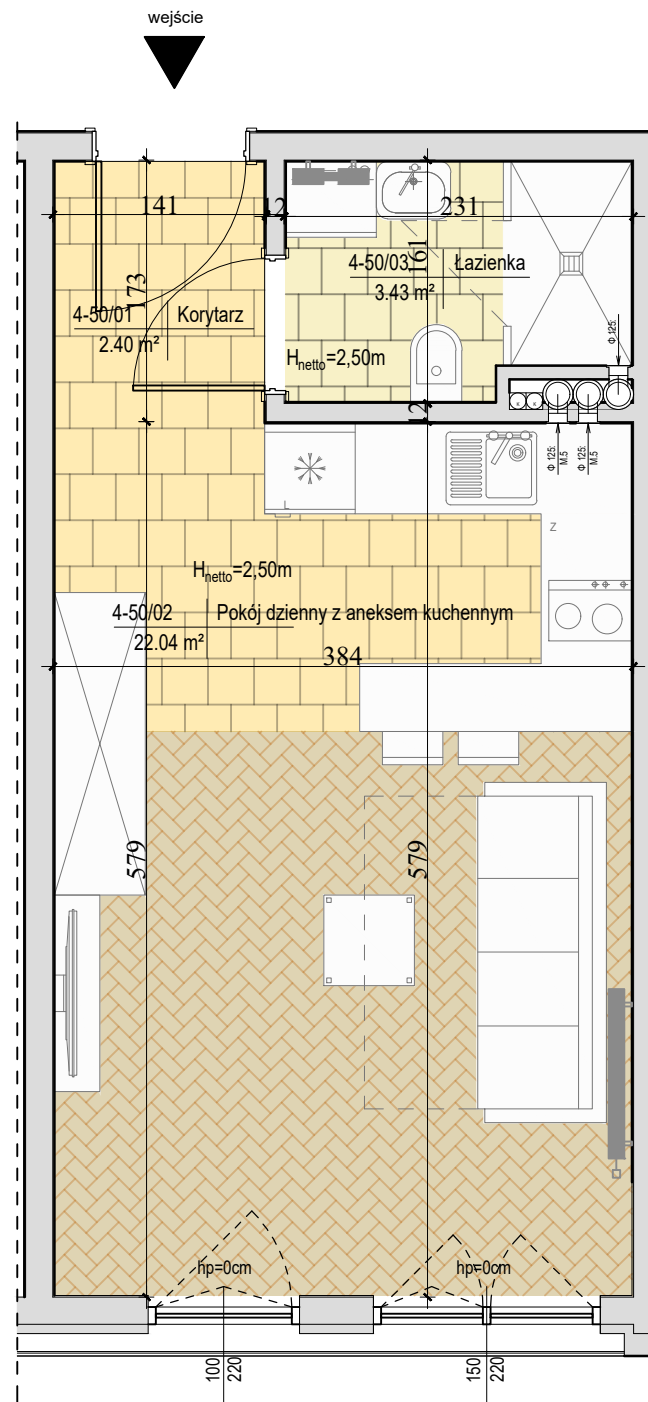 wejście
141
12
231
173
161
4-50/03 Łazienka
3.43 m²
4-50/01 Korytarz
2.40 m²
Hnetto=2,50m
Φ 125:
12
Φ 125:
M.5
Φ 125:
M.5
K K
L
Z
Hnetto=2,50m
4-50/02 Pokój dzienny z aneksem kuchennym
22.04 m²
384
579
579
hp=0cm
hp=0cm
100
220
150
220